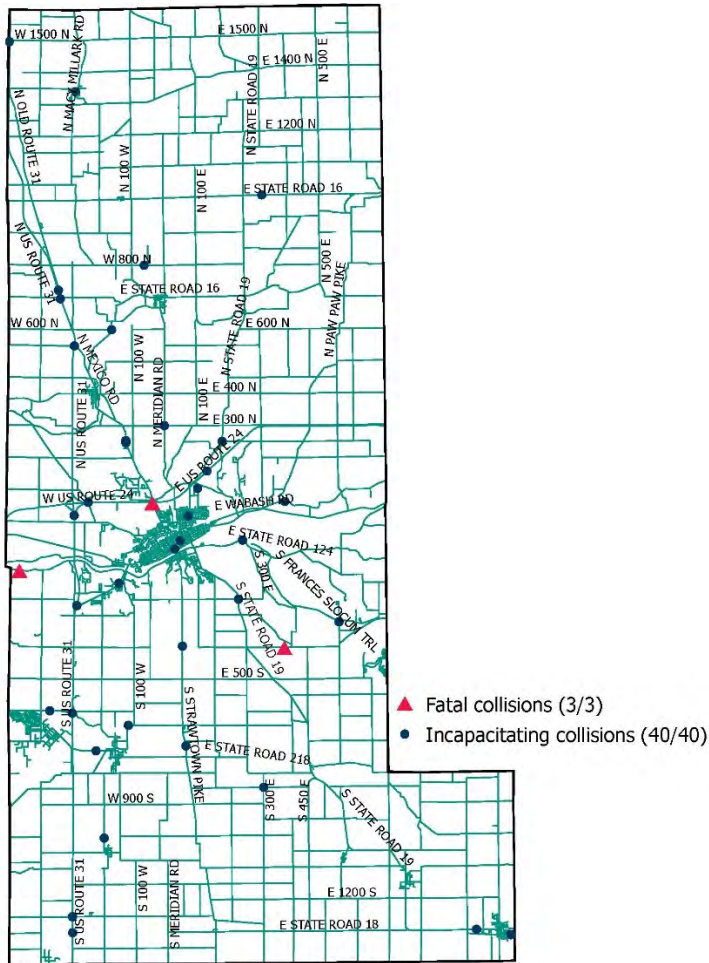 W 1500 N
E 1500 N
N MACK MILLARK RD
N STATE ROAD 19
E 1400 N
N 500 E
N OLD ROUTE 31
E 1200 N
N 100 W
N 100 E
E STATE ROAD 16
N US ROUTE 31
W 800 N
N 500 E
E STATE ROAD 16
N STATE ROAD 19
N PAW PAW PIKE
W 600 N
E 600 N
N MEXICO RD
N 100 W
N MERIDIAN RD
N 100 E
E 400 N
N US ROUTE 31
E 300 N
E US ROUTE 24
W US ROUTE 24
E WABASH RD
E STATE ROAD 124
S 300 E
S FRANCES SLOCUM TRL
S STATE ROAD 19
E 500 S
S US ROUTE 31
S 100 W
S STRAWTOWN PIKE
▲ Fatal collisions (3/3)
● Incapacitating collisions (40/40)
E STATE ROAD 218
W 900 S
S 300 E
S 450 E
S STATE ROAD 19
S US ROUTE 31
S 100 W
S MERIDIAN RD
E 1200 S
E STATE ROAD 18